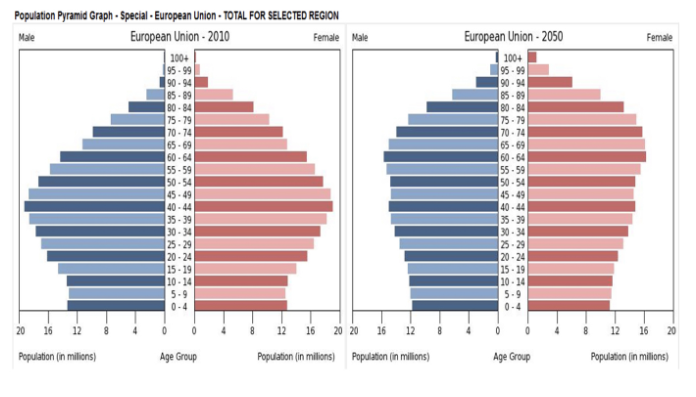 Population Pyramid Graph - Special - European Union - TOTAL FOR SELECTED REGION
Male European Union - 2010 Female
100+
95 - 99
90 - 94
85 - 89
80 - 84
75 - 79
70 - 74
65 - 69
60 - 64
55 - 59
50 - 54
45 - 49
40 - 44
35 - 39
30 - 34
25 - 29
20 - 24
15 - 19
10 - 14
5 - 9
0 - 4
20 16 12 8 4 0 0 4 8 12 16 20
Population (in millions) Age Group Population (in millions)
Male European Union - 2050 Female
100+
95 - 99
90 - 94
85 - 89
80 - 84
75 - 79
70 - 74
65 - 69
60 - 64
55 - 59
50 - 54
45 - 49
40 - 44
35 - 39
30 - 34
25 - 29
20 - 24
15 - 19
10 - 14
5 - 9
0 - 4
20 16 12 8 4 0 0 4 8 12 16 20
Population (in millions) Age Group Population (in millions)